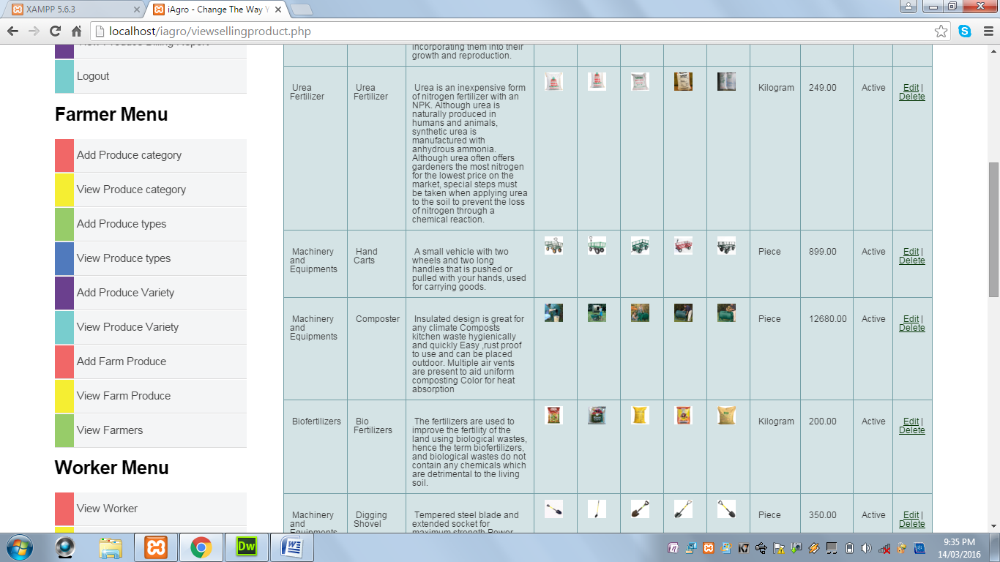 XAMPP 5.6.3
iAgro - Change The Way Y
localhost/iagro/viewsellingproduct.php
View Produce Billing Report
Logout
Farmer Menu
Add Produce category
View Produce category
Add Produce types
View Produce types
Add Produce Variety
View Produce Variety
Add Farm Produce
View Farm Produce
View Farmers
Worker Menu
View Worker
incorporating them into their
growth and reproduction.
Urea
Fertilizer
Urea
Fertilizer
Urea is an inexpensive form
of nitrogen fertilizer with an
NPK. Although urea is
naturally produced in
humans and animals,
synthetic urea is
manufactured with
anhydrous ammonia.
Although urea often offers
gardeners the most nitrogen
for the lowest price on the
market, special steps must
be taken when applying urea
to the soil to prevent the loss
of nitrogen through a
chemical reaction.
Kilogram
249.00
Active
Edit |
Delete
Machinery
and
Equipments
Hand
Carts
A small vehicle with two
wheels and two long
handles that is pushed or
pulled with your hands, used
for carrying goods.
Piece
899.00
Active
Edit |
Delete
Machinery
and
Equipments
Composter
Insulated design is great for
any climate Composts
kitchen waste hygienically
and quickly Easy ,rust proof
to use and can be placed
outdoor. Multiple air vents
are present to aid uniform
composting Color for heat
absorption
Piece
12680.00
Active
Edit |
Delete
Biofertilizers
Bio
Fertilizers
The fertilizers are used to
improve the fertility of the
land using biological wastes,
hence the term biofertilizers,
and biological wastes do not
contain any chemicals which
are detrimental to the living
soil.
Kilogram
200.00
Active
Edit |
Delete
Machinery
and
Equipments
Digging
Shovel
Tempered steel blade and
extended socket for
maximum strength Power
Piece
350.00
Active
Edit |
Delete
Dw
9:35 PM
14/03/2016